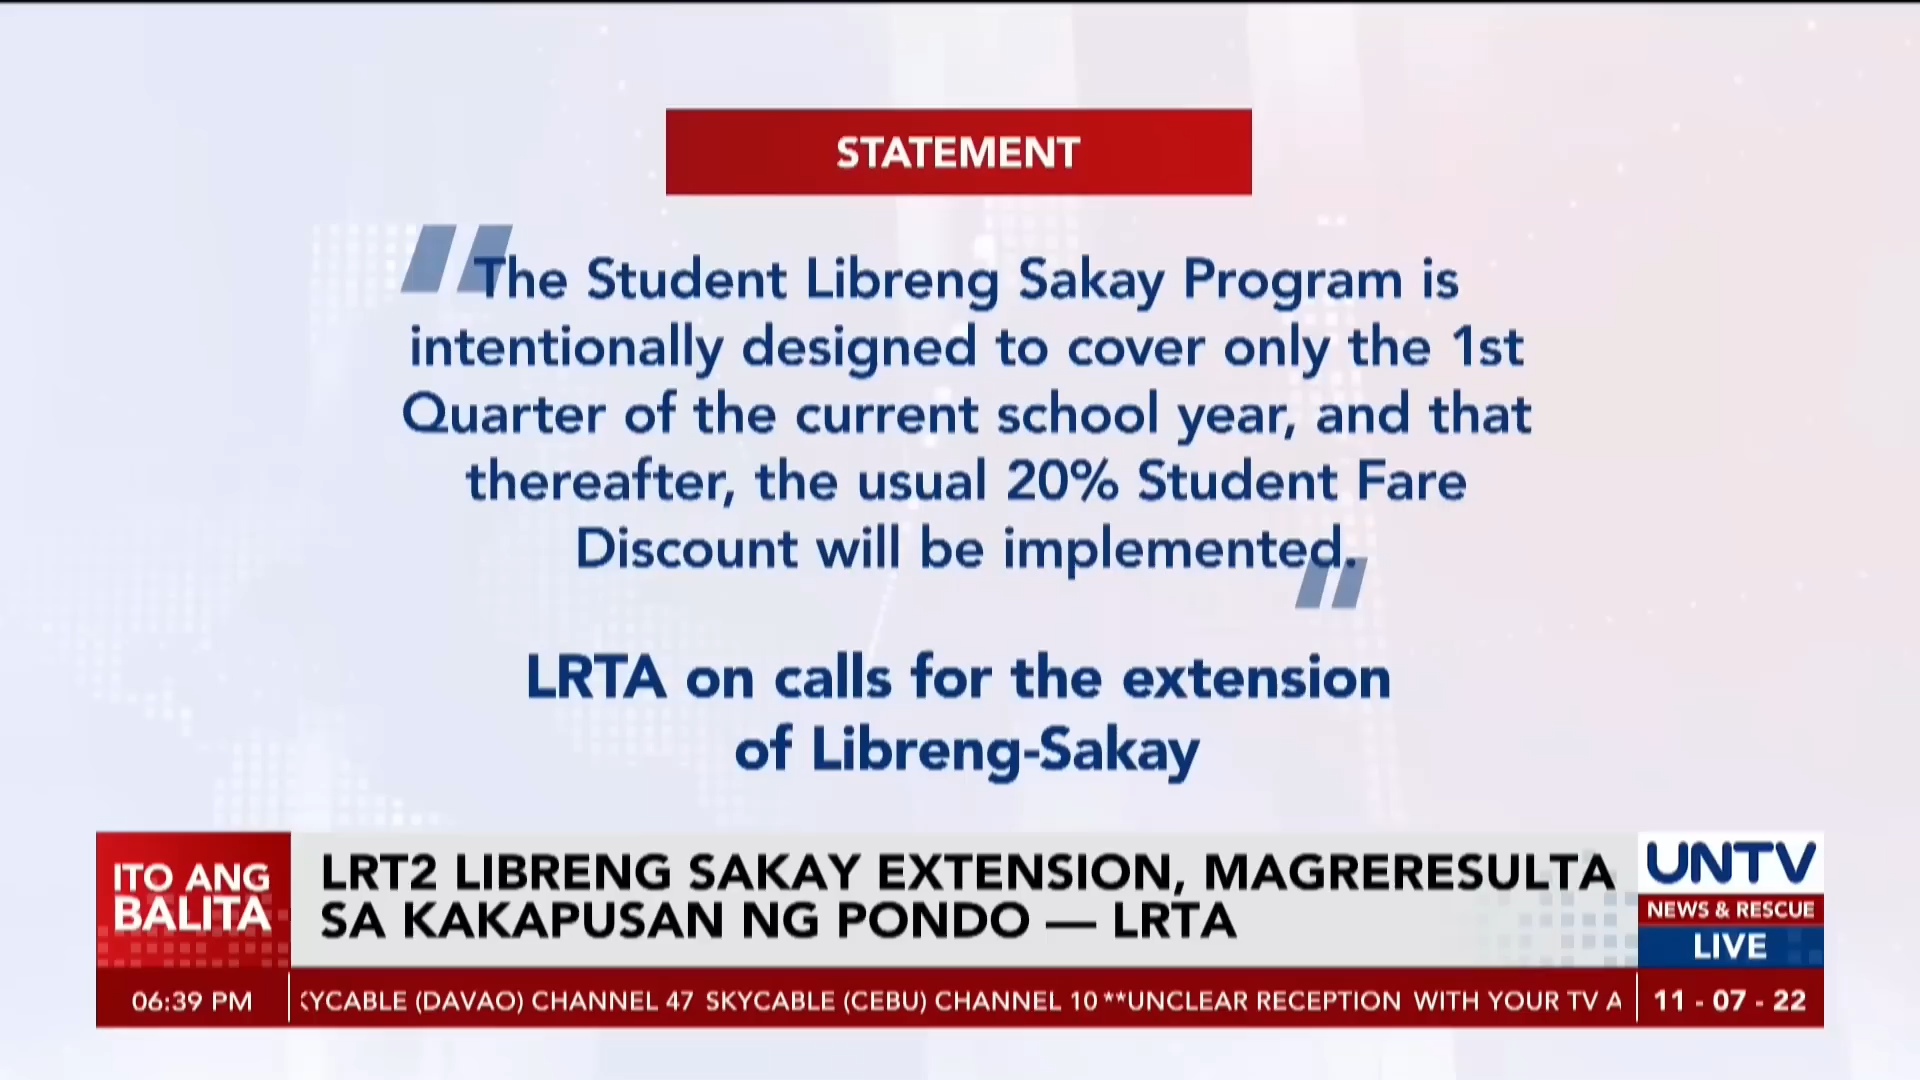 STATEMENT
"The Student Libreng Sakay Program is
intentionally designed to cover only the 1st
Quarter of the current school year, and that
thereafter, the usual 20% Student Fare
Discount will be implemented."
LRTA on calls for the extension
of Libreng-Sakay
ITO ANG
BALITA
LRT2 LIBRENG SAKAY EXTENSION, MAGRERESULTA
SA KAKAPUSAN NG PONDO — LRTA
UNTV
NEWS & RESCUE
LIVE
06:39 PM
KYCABLE (DAVAO) CHANNEL 47 SKYCABLE (CEBU) CHANNEL 10 **UNCLEAR RECEPTION WITH YOUR TV A
11 - 07 - 22